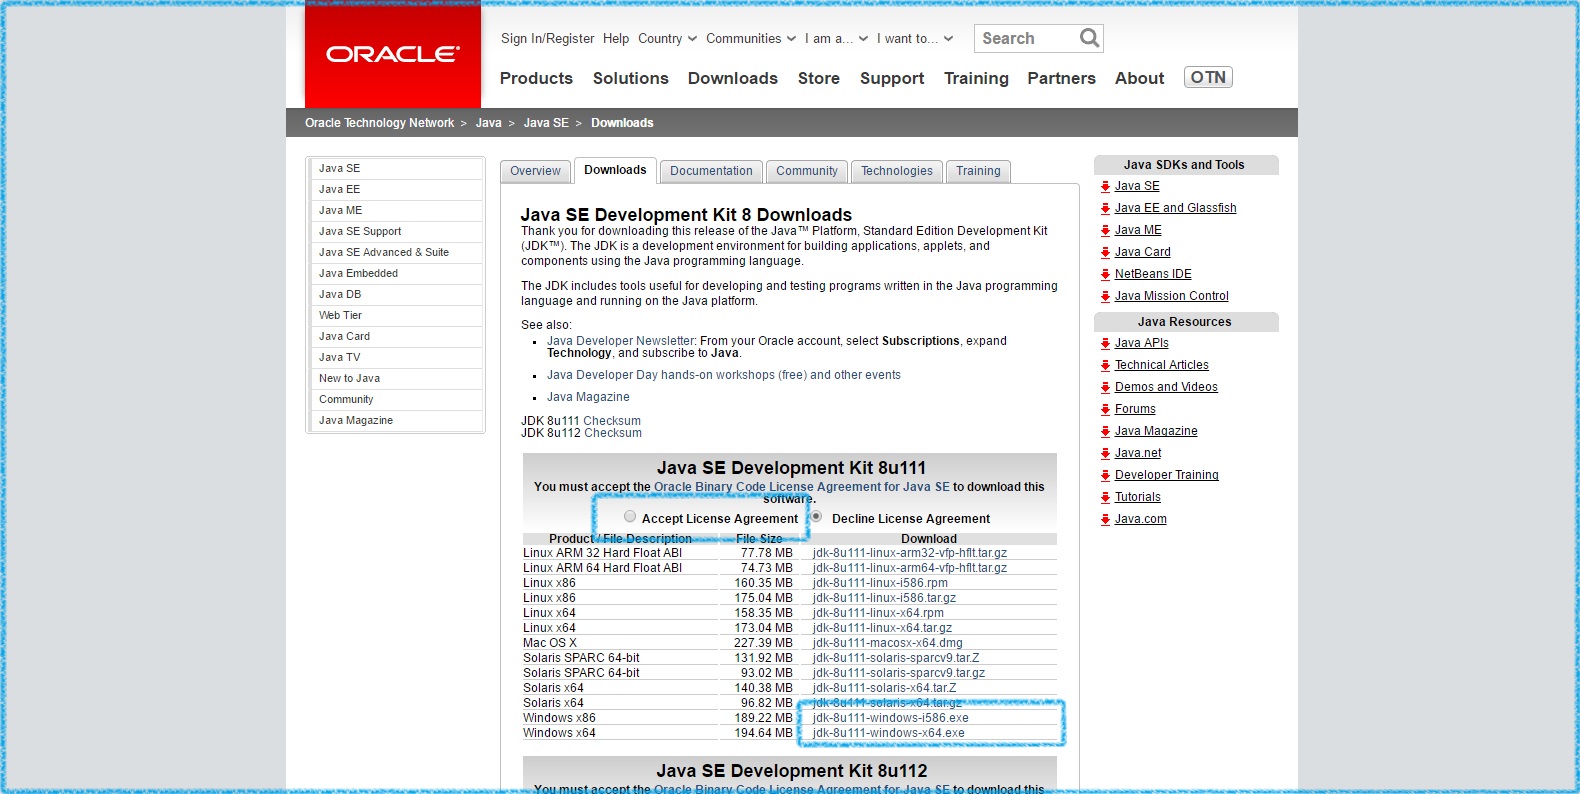 ORACLE
Sign In/Register Help Country Communities I am a... I want to... Search
Products Solutions Downloads Store Support Training Partners About OTN
Oracle Technology Network > Java > Java SE > Downloads
Java SE
Java EE
Java ME
Java SE Support
Java SE Advanced & Suite
Java Embedded
Java DB
Web Tier
Java Card
Java TV
New to Java
Community
Java Magazine
Overview Downloads Documentation Community Technologies Training
Java SE Development Kit 8 Downloads
Thank you for downloading this release of the Java™ Platform, Standard Edition Development Kit
(JDK™). The JDK is a development environment for building applications, applets, and
components using the Java programming language.
The JDK includes tools useful for developing and testing programs written in the Java programming
language and running on the Java platform.
See also:
Java Developer Newsletter: From your Oracle account, select Subscriptions, expand
Technology, and subscribe to Java.
Java Developer Day hands-on workshops (free) and other events
Java Magazine
JDK 8u111 Checksum
JDK 8u112 Checksum
Java SE Development Kit 8u111
You must accept the Oracle Binary Code License Agreement for Java SE to download this
software.
Accept License Agreement Decline License Agreement
Product / File Description File Size Download
Linux ARM 32 Hard Float ABI 77.78 MB jdk-8u111-linux-arm32-vfp-hflt.tar.gz
Linux ARM 64 Hard Float ABI 74.73 MB jdk-8u111-linux-arm64-vfp-hflt.tar.gz
Linux x86 160.35 MB jdk-8u111-linux-i586.rpm
Linux x86 175.04 MB jdk-8u111-linux-i586.tar.gz
Linux x64 158.35 MB jdk-8u111-linux-x64.rpm
Linux x64 173.04 MB jdk-8u111-linux-x64.tar.gz
Mac OS X 227.39 MB jdk-8u111-macosx-x64.dmg
Solaris SPARC 64-bit 131.92 MB jdk-8u111-solaris-sparcv9.tar.Z
Solaris SPARC 64-bit 93.02 MB jdk-8u111-solaris-sparcv9.tar.gz
Solaris x64 140.38 MB jdk-8u111-solaris-x64.tar.Z
Solaris x64 96.82 MB jdk-8u111-solaris-x64.tar.gz
Windows x86 189.22 MB jdk-8u111-windows-i586.exe
Windows x64 194.64 MB jdk-8u111-windows-x64.exe
Java SE Development Kit 8u112
You must accept the Oracle Binary Code License Agreement for Java SE to download this
Java SDKs and Tools
Java SE
Java EE and Glassfish
Java ME
Java Card
NetBeans IDE
Java Mission Control
Java Resources
Java APIs
Technical Articles
Demos and Videos
Forums
Java Magazine
Java.net
Developer Training
Tutorials
Java.com